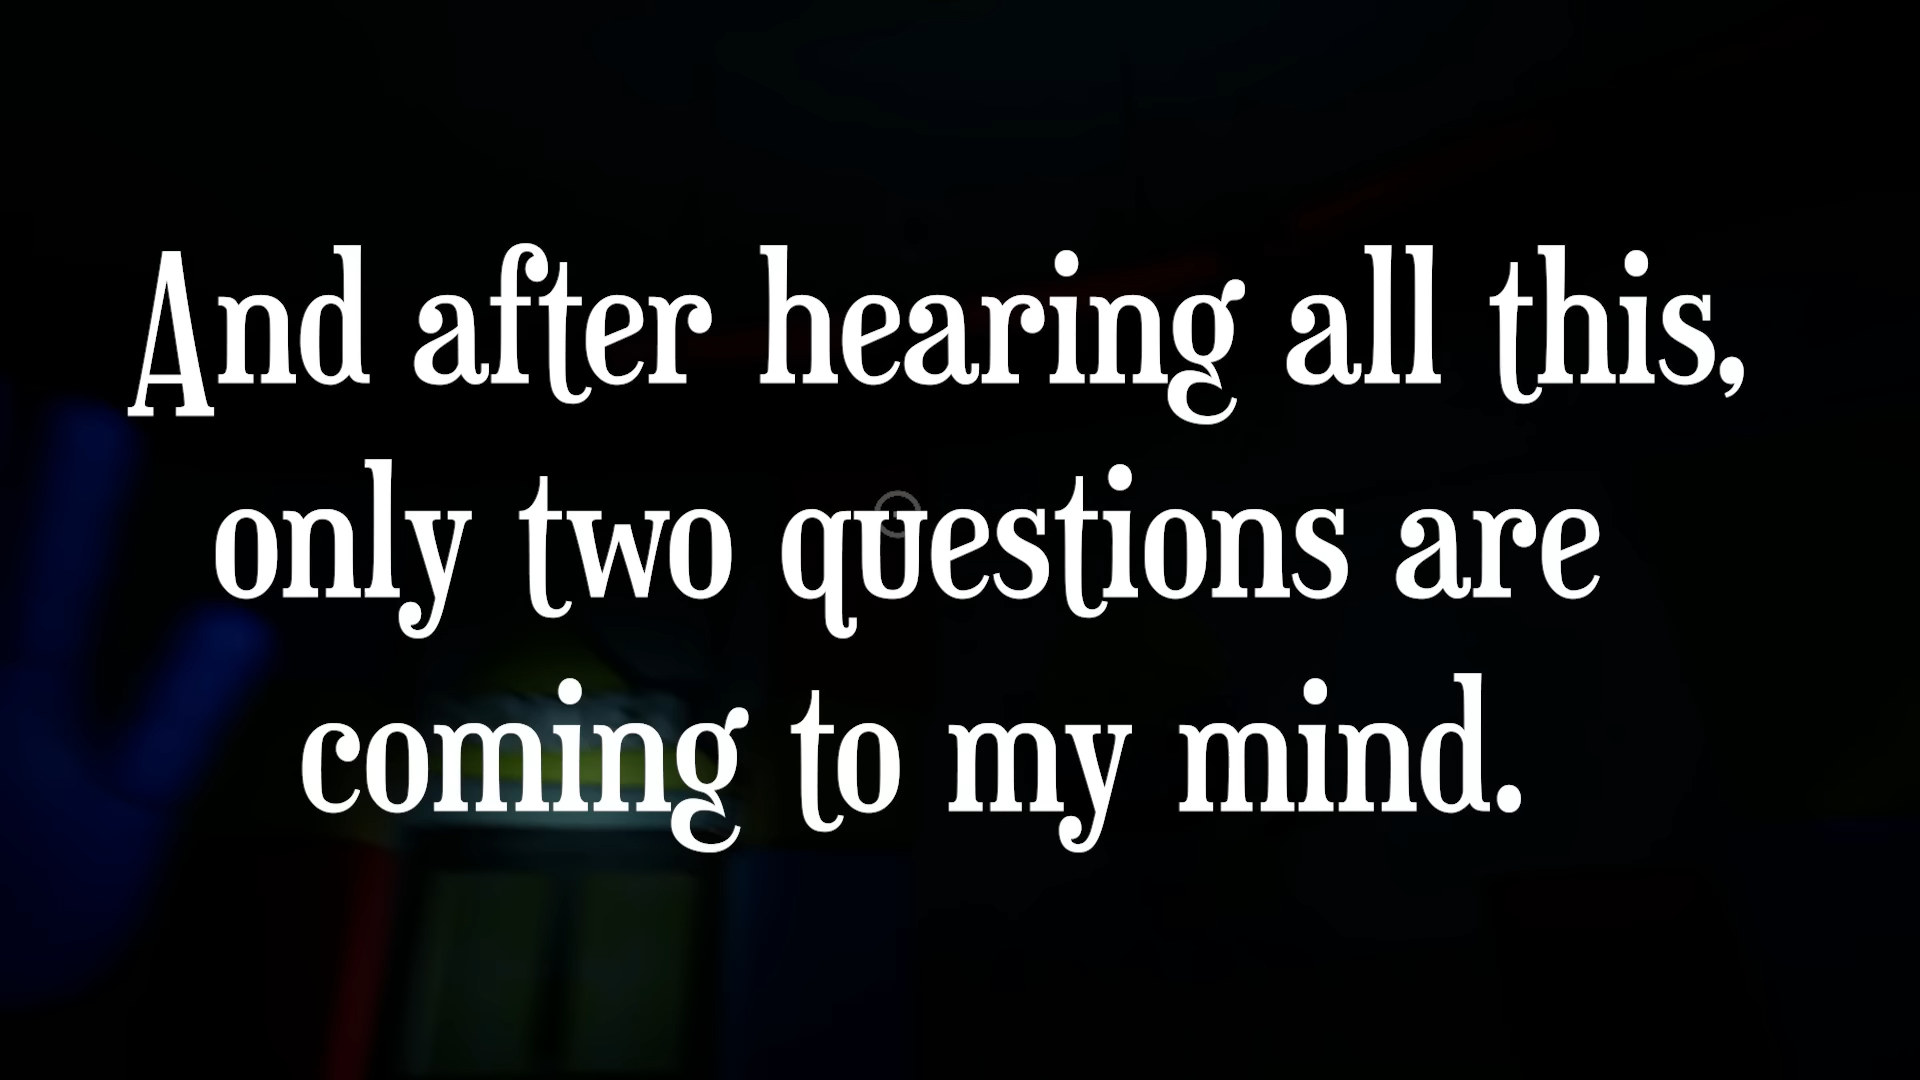 And after hearing all this,
only two questions are
coming to my mind.